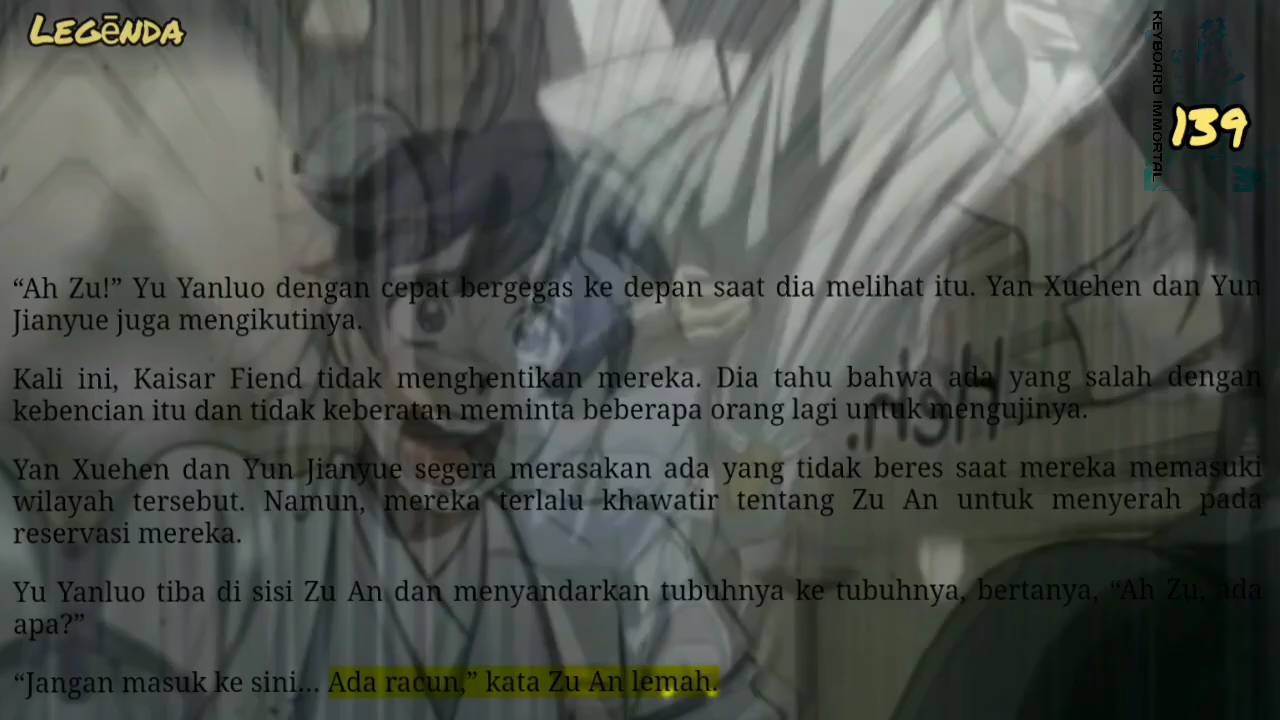 LEGĒNDA
KEYBOARD IMMORTAL
139
“Ah Zu!” Yu Yanluo dengan cepat bergegas ke depan saat dia melihat itu. Yan Xuehen dan Yun
Jianyue juga mengikutinya.
Kali ini, Kaisar Fiend tidak menghentikan mereka. Dia tahu bahwa ada yang salah dengan
kebencian itu dan tidak keberatan meminta beberapa orang lagi untuk mengujinya.
Heh.
Yan Xuehen dan Yun Jianyue segera merasakan ada yang tidak beres saat mereka memasuki
wilayah tersebut. Namun, mereka terlalu khawatir tentang Zu An untuk menyerah pada
reservasi mereka.
Yu Yanluo tiba di sisi Zu An dan menyandarkan tubuhnya ke tubuhnya, bertanya, “Ah Zu, ada
apa?”
“Jangan masuk ke sini... Ada racun,” kata Zu An lemah.